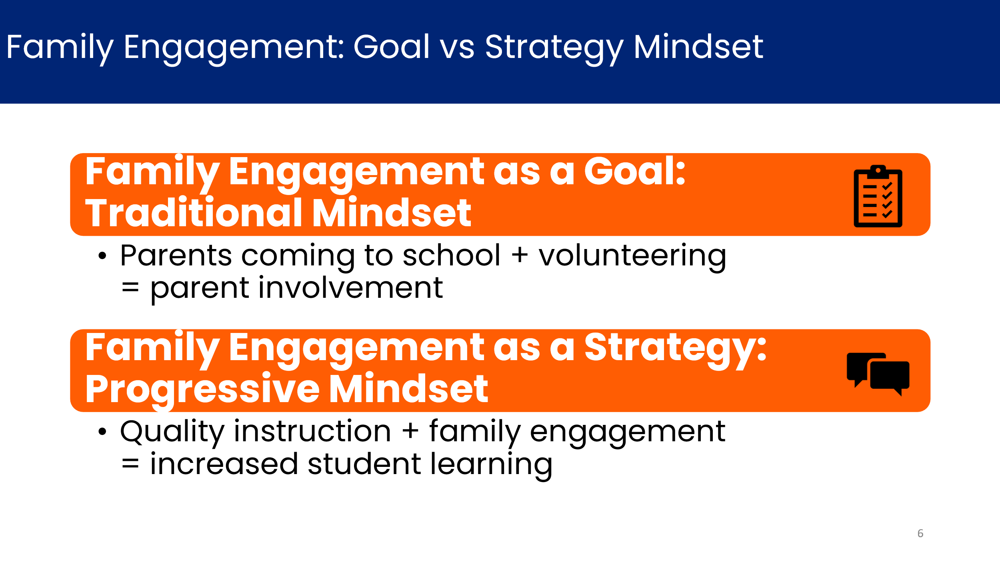 Family Engagement: Goal vs Strategy Mindset
Family Engagement as a Goal:
Traditional Mindset
• Parents coming to school + volunteering
= parent involvement
Family Engagement as a Strategy:
Progressive Mindset
• Quality instruction + family engagement
= increased student learning
6